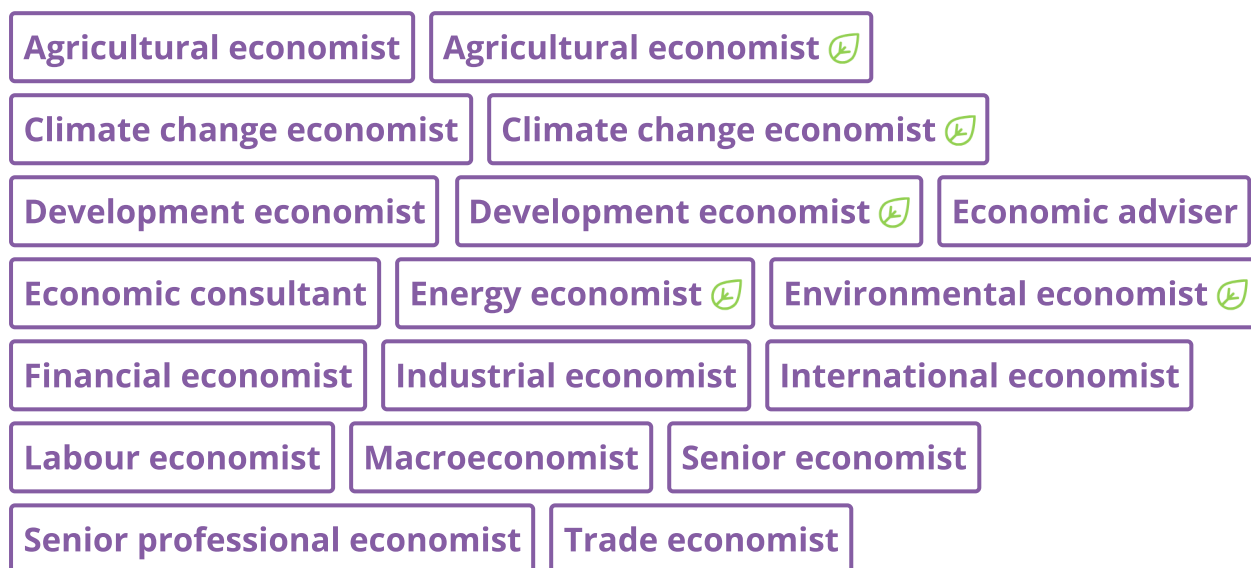 Agricultural economist Agricultural economist
Climate change economist Climate change economist
Development economist Development economist Economic adviser
Economic consultant Energy economist Environmental economist
Financial economist Industrial economist International economist
Labour economist Macroeconomist Senior economist
Senior professional economist Trade economist